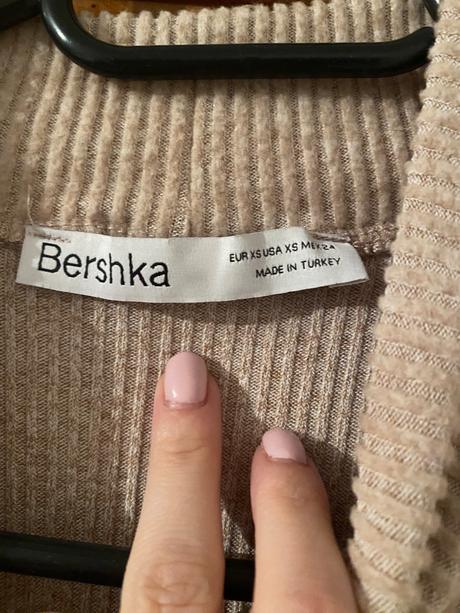 Bershka
EUR XS USA XS MEX 24
MADE IN TURKEY